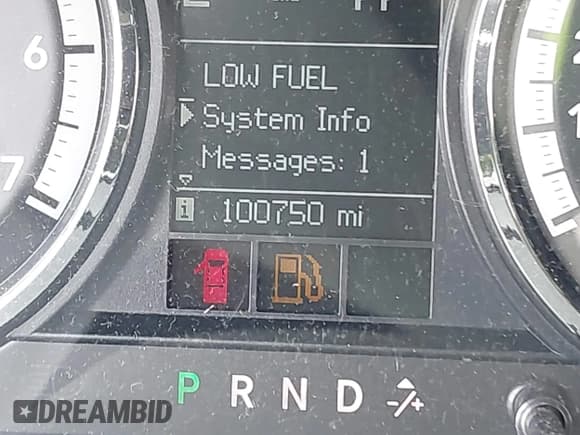 LOW FUEL
System Info
Messages: 1
100750 mi
6
7
P R N D -/+
DREAMBID